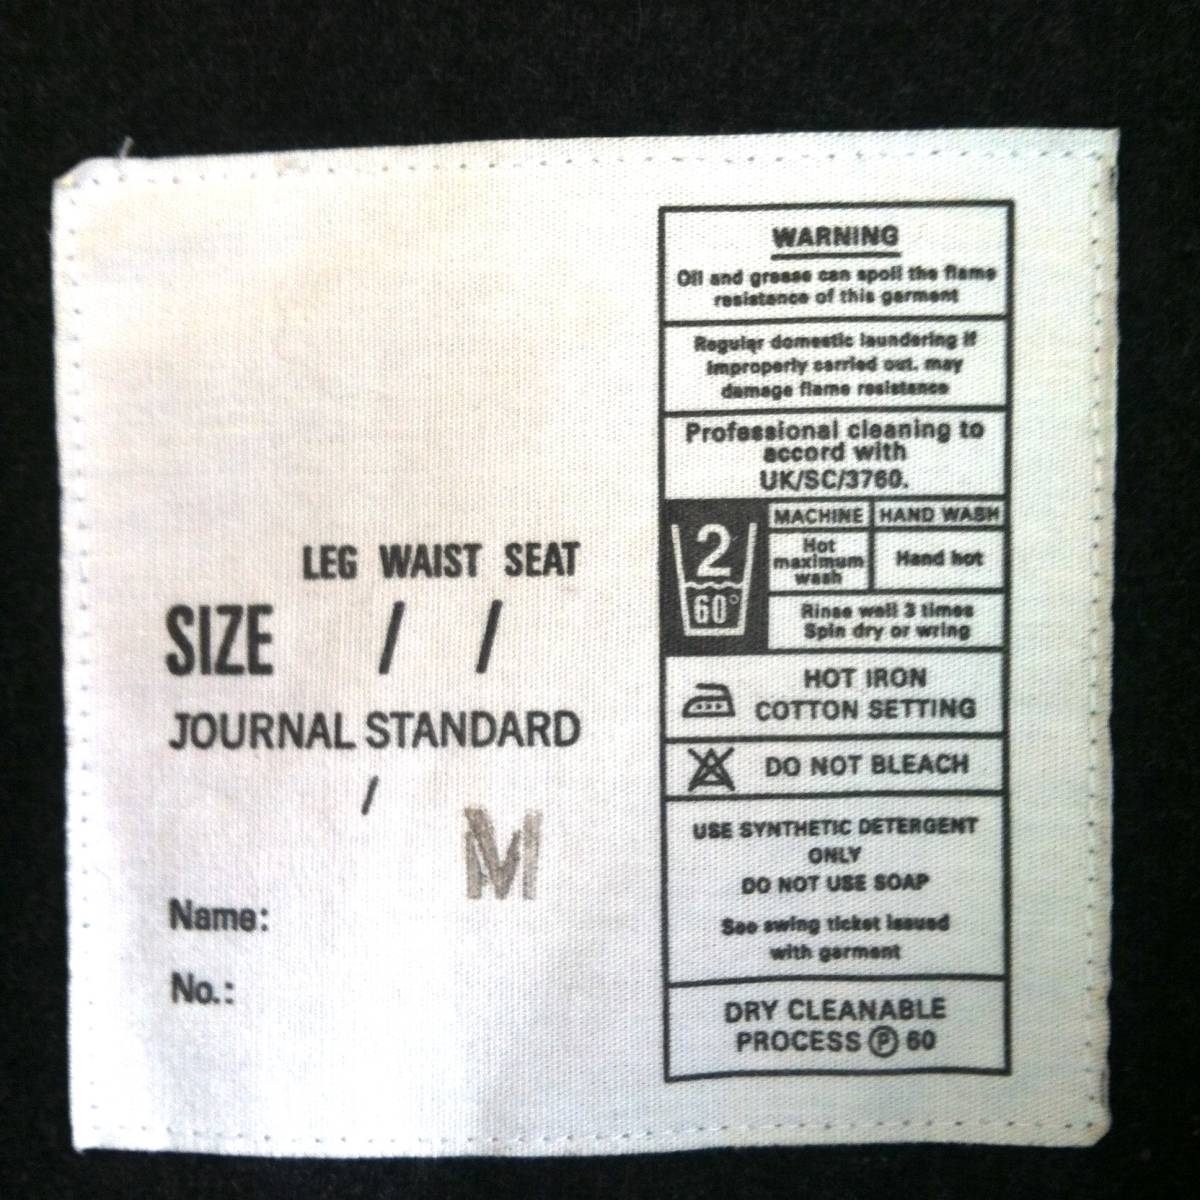 LEG WAIST SEAT
SIZE / /
JOURNAL STANDARD
/
M
Name:
No.:
WARNING
Oil and grease can spoil the flame
resistance of this garment
Regular domestic laundering if
improperly carried out. may
damage flame resistance
Professional cleaning to
accord with
UK/SC/3760.
MACHINE HAND WASH
2
60°
Hot
maximum
wash
Hand hot
Rinse well 3 times
Spin dry or wring
HOT IRON
COTTON SETTING
DO NOT BLEACH
USE SYNTHETIC DETERGENT
ONLY
DO NOT USE SOAP
See swing ticket issued
with garment
DRY CLEANABLE
PROCESS Ⓟ 60